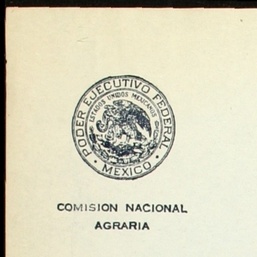 PODER EJECUTIVO FEDERAL
ESTADOS UNIDOS MEXICANOS
MEXICO
COMISION NACIONAL
AGRARIA